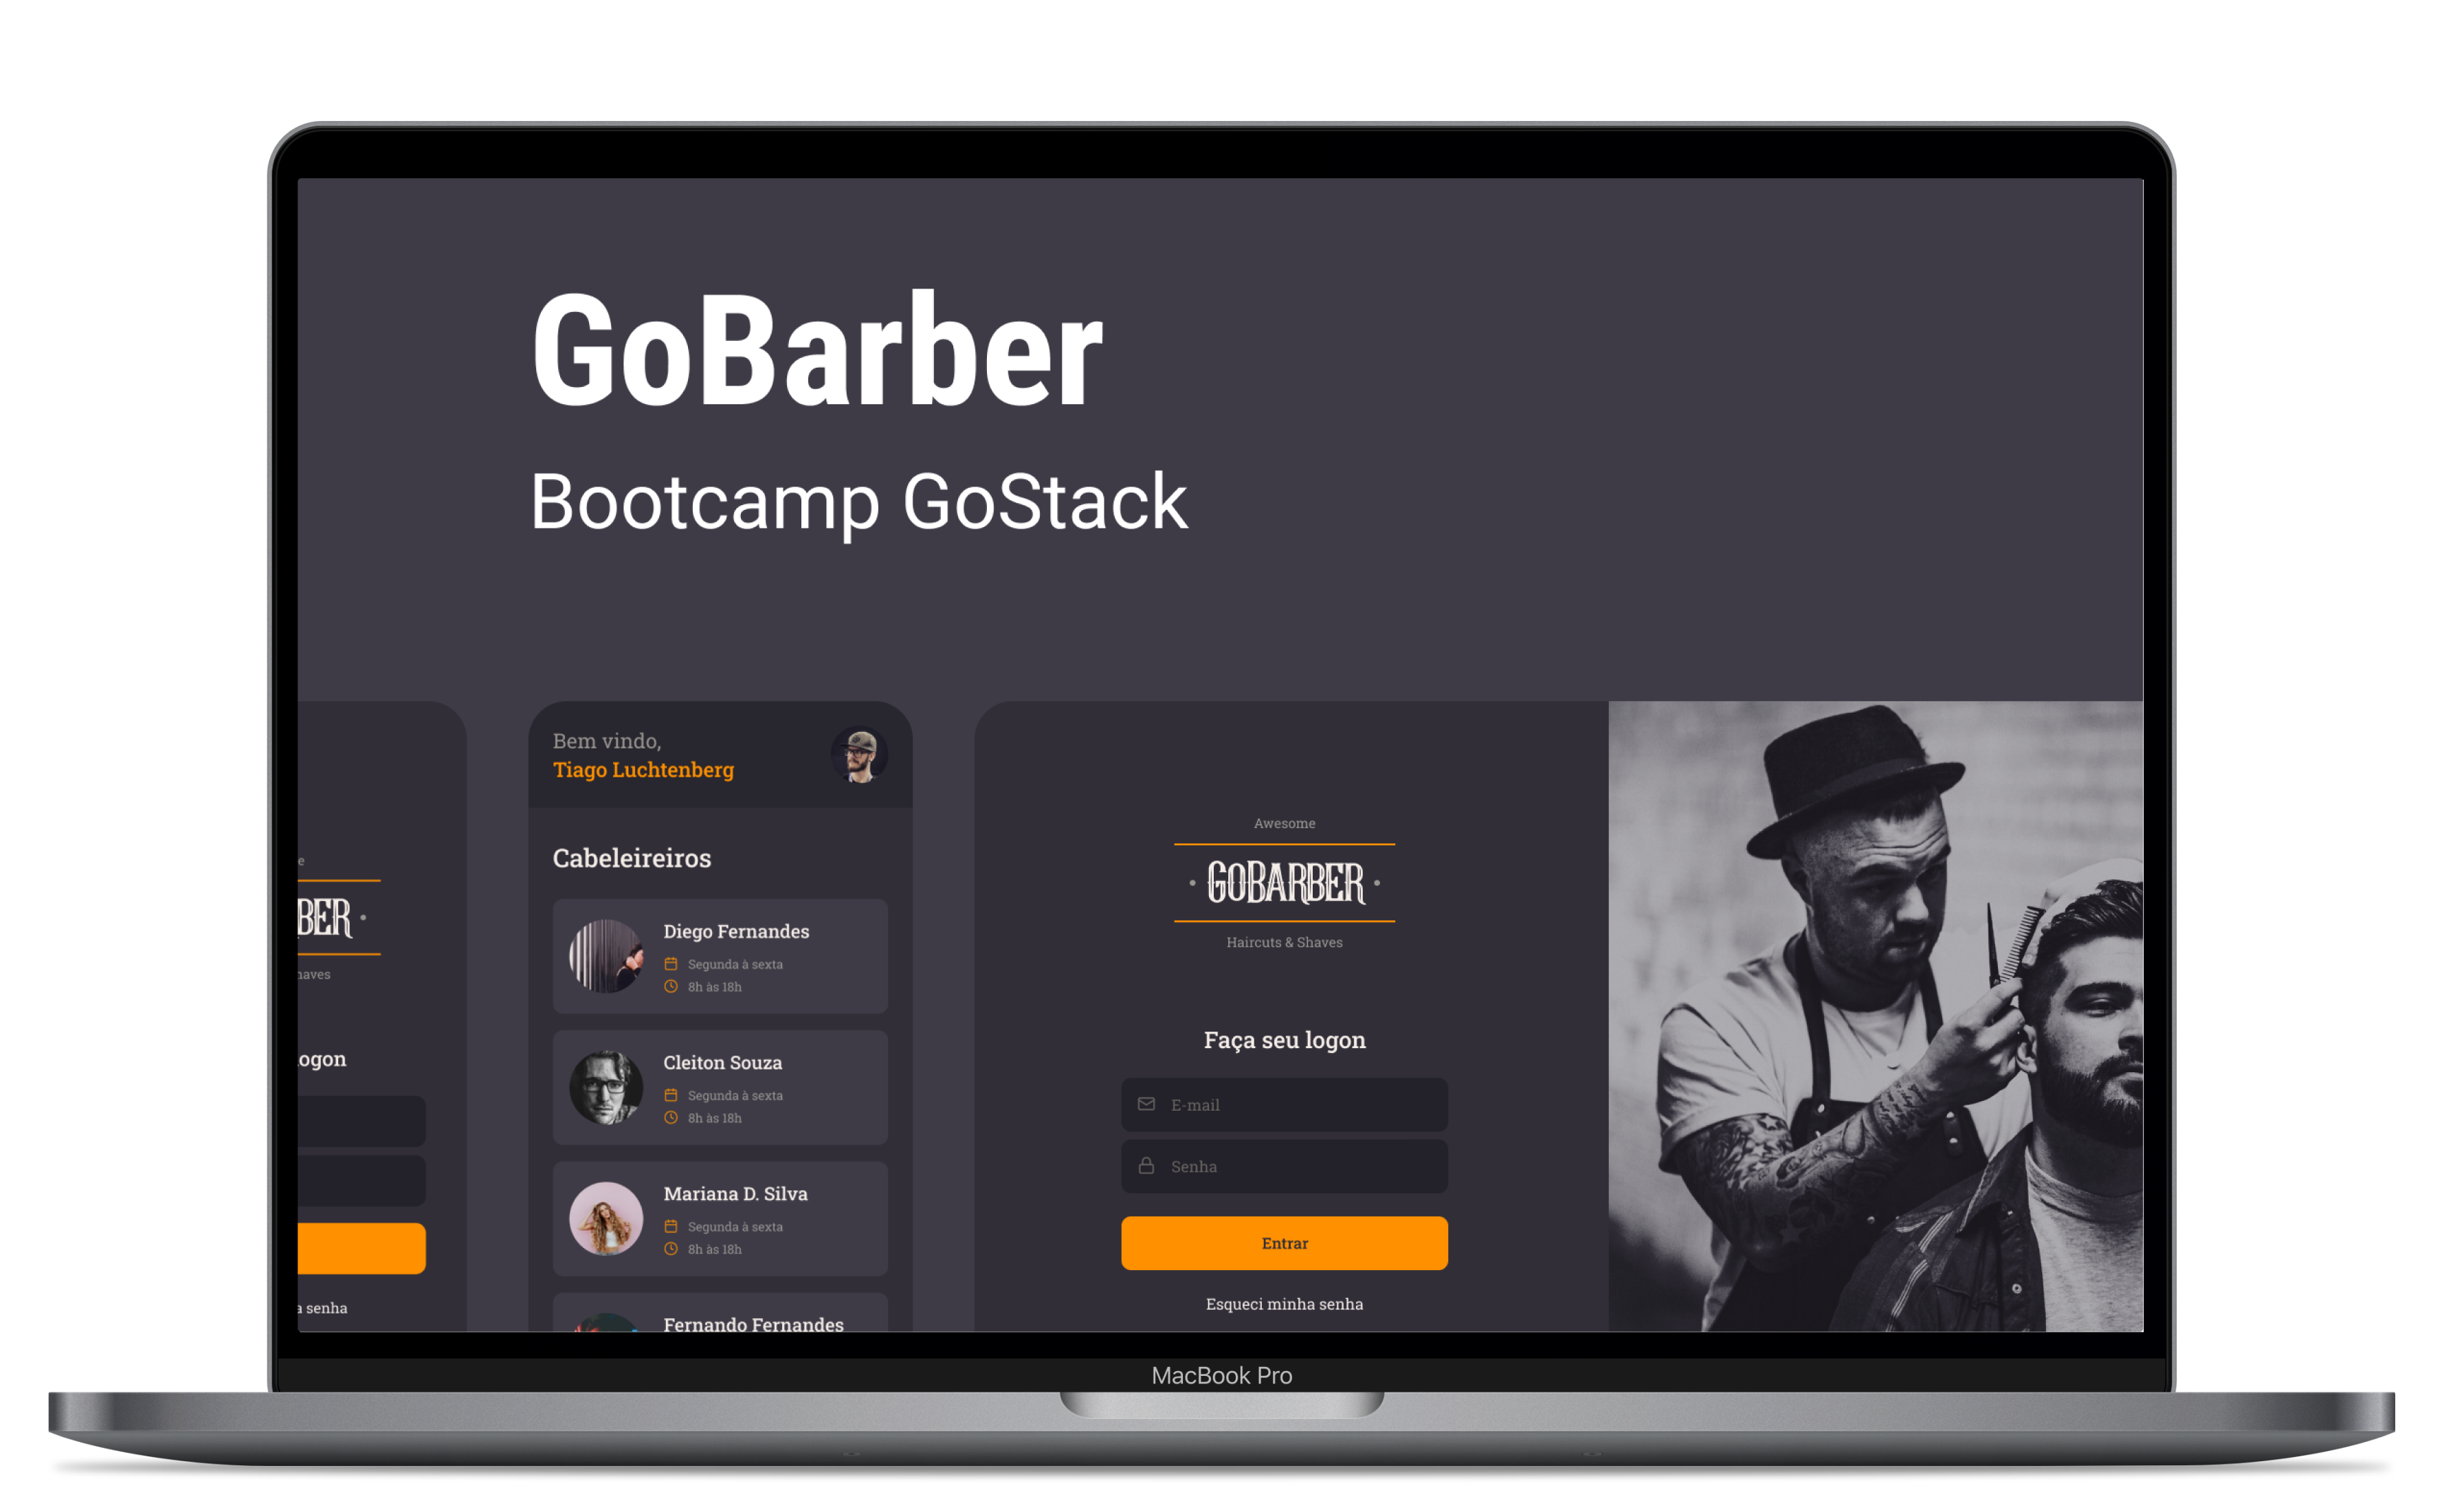 GoBarber
Bootcamp GoStack
e
BER
haves
logon
a senha
Bem vindo,
Tiago Luchtenberg
Cabeleireiros
Diego Fernandes
Segunda à sexta
8h às 18h
Cleiton Souza
Segunda à sexta
8h às 18h
Mariana D. Silva
Segunda à sexta
8h às 18h
Fernando Fernandes
Awesome
GOBARBER
Haircuts & Shaves
Faça seu logon
E-mail
Senha
Entrar
Esqueci minha senha
MacBook Pro